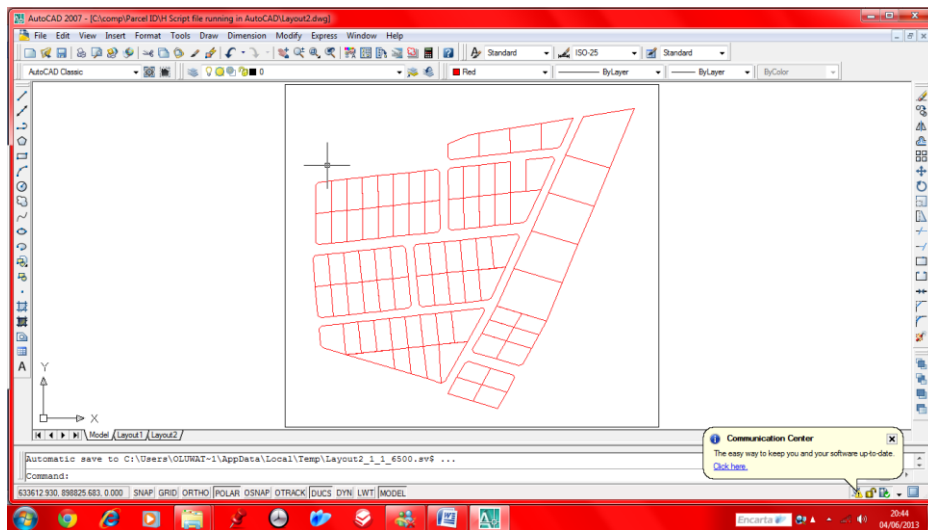 AutoCAD 2007 - [C:\comp\Parcel ID\H Script file running in AutoCAD\Layout2.dwg]
File Edit View Insert Format Tools Draw Dimension Modify Express Window Help
Standard ISO-25 Standard
AutoCAD Classic 0 Red ByLayer ByLayer ByColor
Y
X
Model Layout1 Layout2
Automatic save to C:\Users\OLUWAT~1\AppData\Local\Temp\Layout2_1_1_6500.sv$ ...
Command:
Communication Center
The easy way to keep you and your software up-to-date.
Click here.
633612.930, 898825.683, 0.000 SNAP GRID ORTHO POLAR OSNAP OTRACK DUCS DYN LWT MODEL
Encarta
20:44
04/06/2013